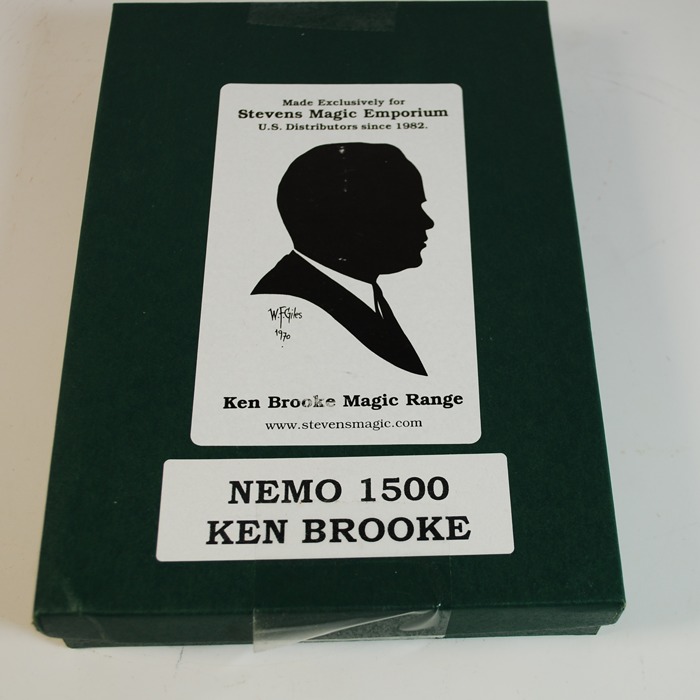 Made Exclusively for
Stevens Magic Emporium
U.S. Distributors since 1982.
W.F.Giles
1970
Ken Brooke Magic Range
www.stevensmagic.com
NEMO 1500
KEN BROOKE